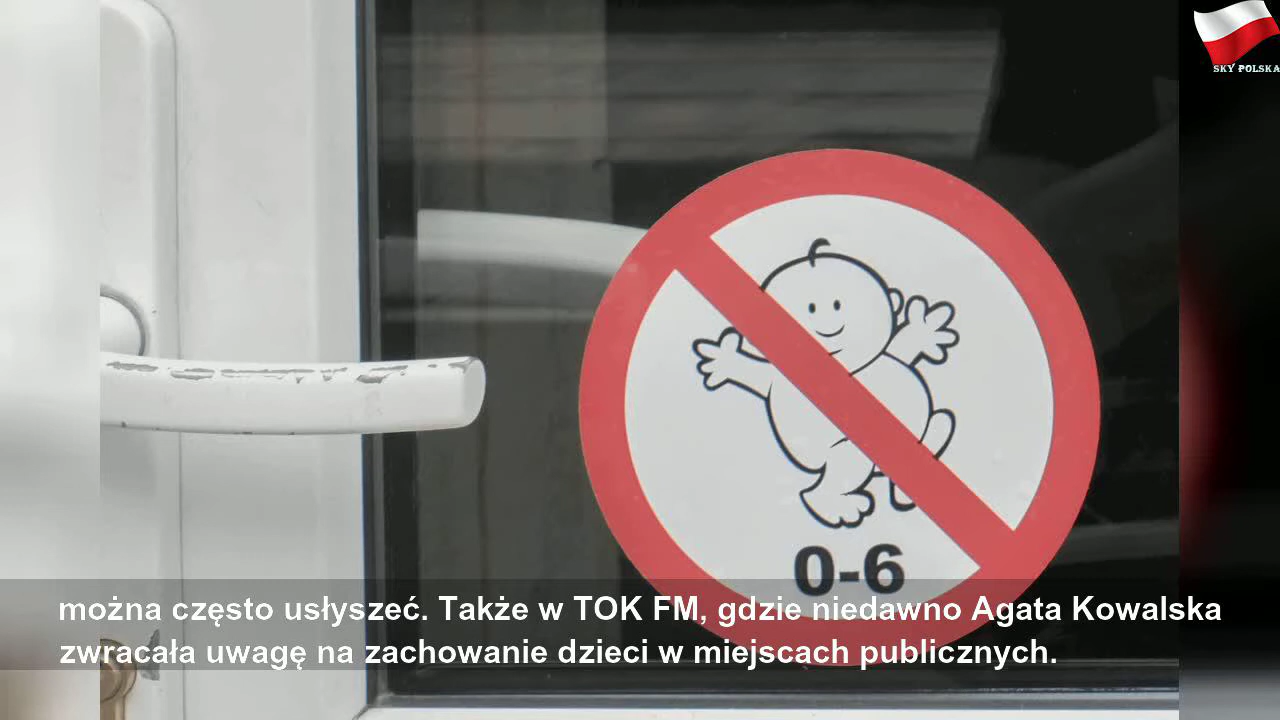 SKY POLSKA
0-6
można często usłyszeć. Także w TOK FM, gdzie niedawno Agata Kowalska
zwracała uwagę na zachowanie dzieci w miejscach publicznych.